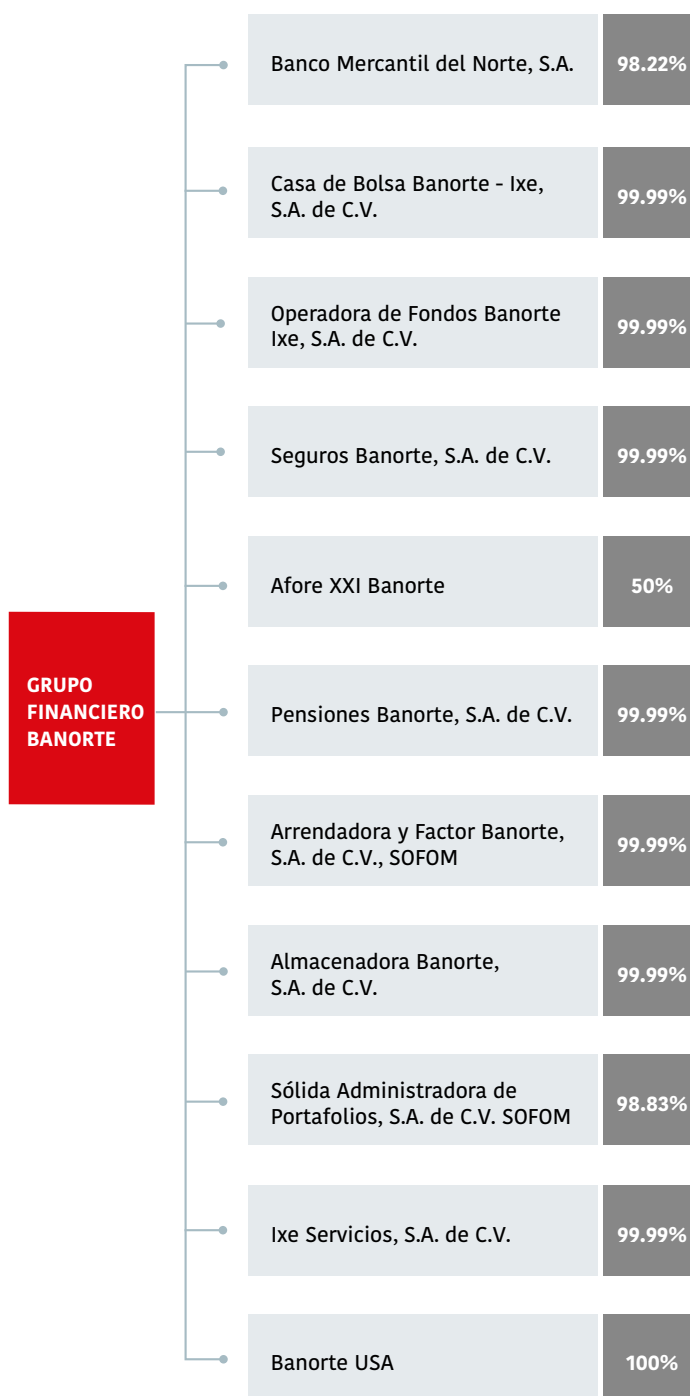 Banco Mercantil del Norte, S.A. 98.22%
Casa de Bolsa Banorte - Ixe,
S.A. de C.V.
99.99%
Operadora de Fondos Banorte
Ixe, S.A. de C.V.
99.99%
Seguros Banorte, S.A. de C.V. 99.99%
Afore XXI Banorte 50%
GRUPO
FINANCIERO
BANORTE
Pensiones Banorte, S.A. de C.V. 99.99%
Arrendadora y Factor Banorte,
S.A. de C.V., SOFOM
99.99%
Almacenadora Banorte,
S.A. de C.V.
99.99%
Sólida Administradora de
Portafolios, S.A. de C.V. SOFOM
98.83%
Ixe Servicios, S.A. de C.V. 99.99%
Banorte USA 100%